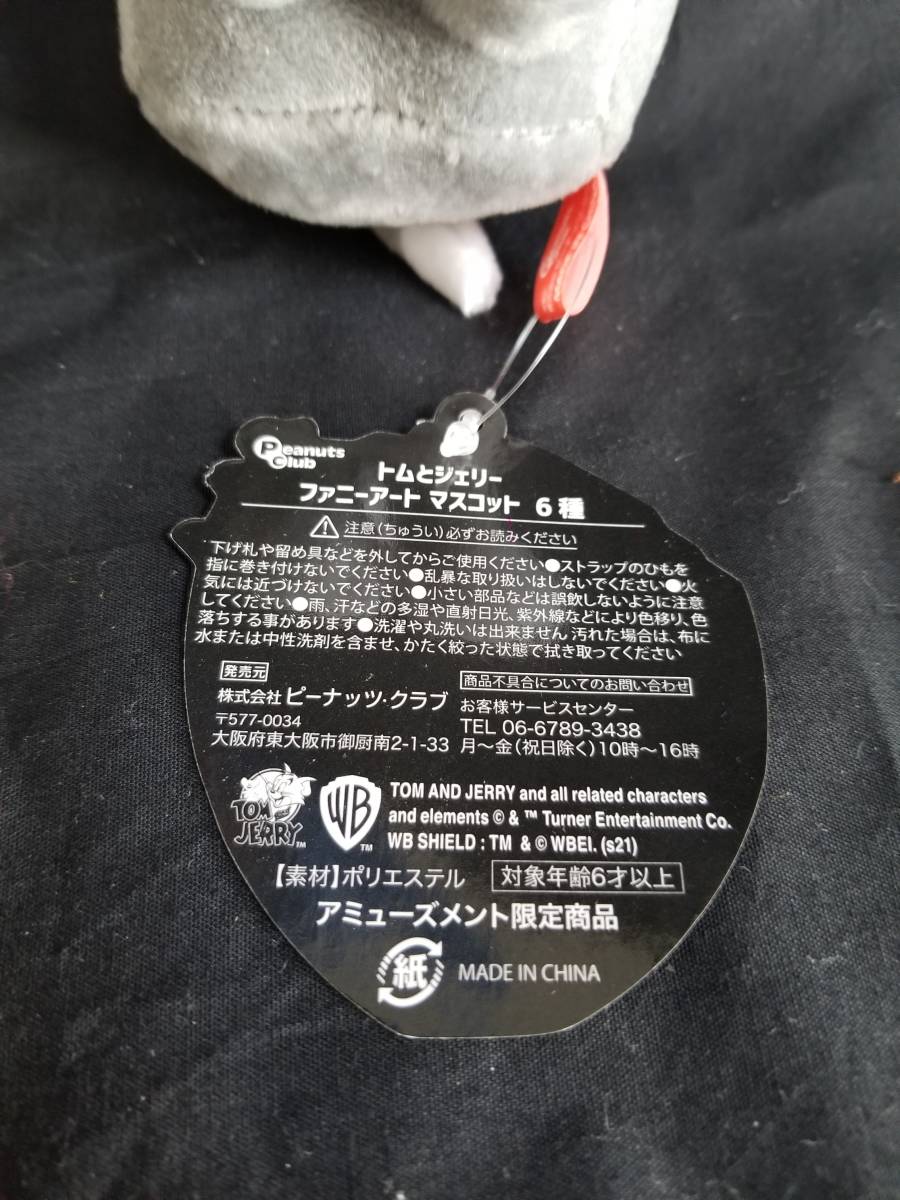 Peanuts
Club
トムとジェリー
ファニーアート マスコット 6種
注意(ちゅうい)必ずお読みください
下げ札や留め具などを外してからご使用ください●ストラップのひもを
指に巻き付けないでください●乱暴な取り扱いはしないでください●火
気には近づけないでください●小さい部品などは誤飲しないように注意
してください●雨、汗などの多湿や直射日光、紫外線などにより色移り、色
落ちする事があります●洗濯や丸洗いは出来ません 汚れた場合は、布に
水または中性洗剤を含ませ、かたく絞った状態で拭き取ってください
発売元
株式会社ピーナッツ・クラブ
〒577-0034
大阪府東大阪市御厨南2-1-33
商品不具合についてのお問い合わせ
お客様サービスセンター
TEL 06-6789-3438
月〜金(祝日除く)10時〜16時
TOM AND JERRY™
WB™
TOM AND JERRY and all related characters
and elements © & ™ Turner Entertainment Co.
WB SHIELD : TM & © WBEI. (s21)
【素材】ポリエステル 対象年齢6才以上
アミューズメント限定商品
紙 MADE IN CHINA